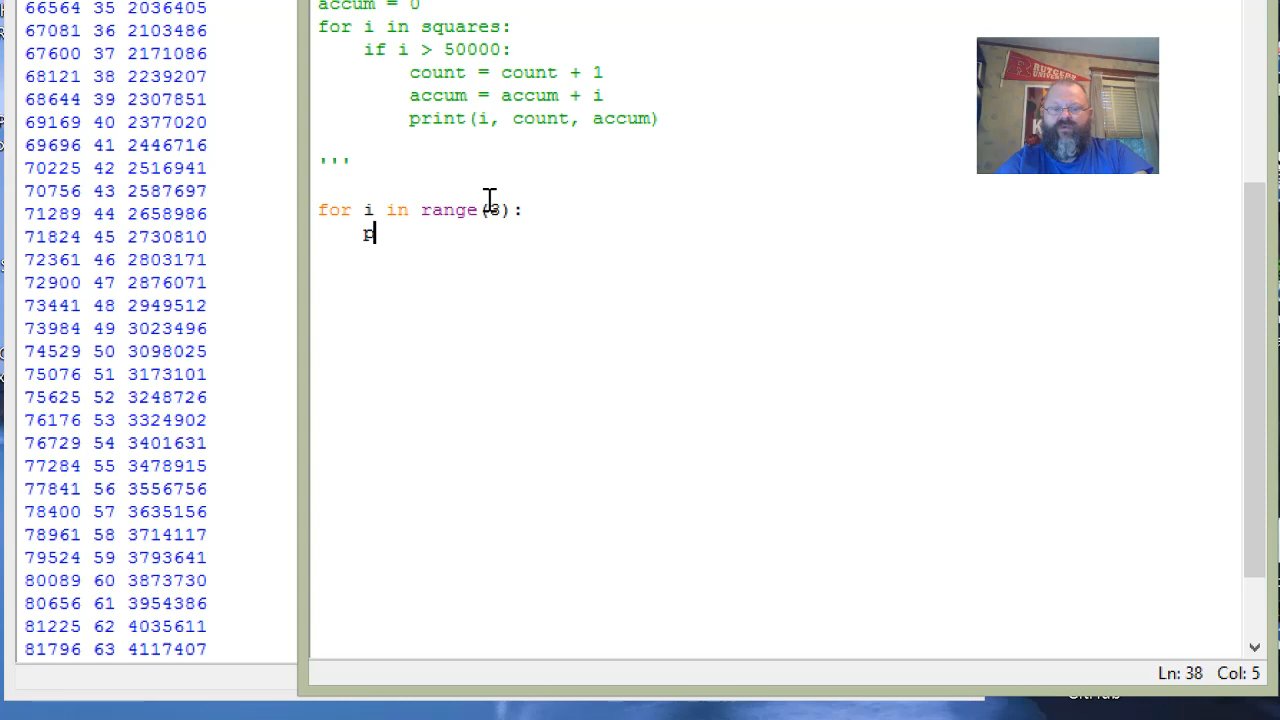 66564 35 2036405
67081 36 2103486
67600 37 2171086
68121 38 2239207
68644 39 2307851
69169 40 2377020
69696 41 2446716
70225 42 2516941
70756 43 2587697
71289 44 2658986
71824 45 2730810
72361 46 2803171
72900 47 2876071
73441 48 2949512
73984 49 3023496
74529 50 3098025
75076 51 3173101
75625 52 3248726
76176 53 3324902
76729 54 3401631
77284 55 3478915
77841 56 3556756
78400 57 3635156
78961 58 3714117
79524 59 3793641
80089 60 3873730
80656 61 3954386
81225 62 4035611
81796 63 4117407
accum = 0
for i in squares:
    if i > 50000:
        count = count + 1
        accum = accum + i
        print(i, count, accum)
'''
for i in range(3):
    p
RUTGERS
UNIVERSITY
Ln: 38 Col: 5
GitHub